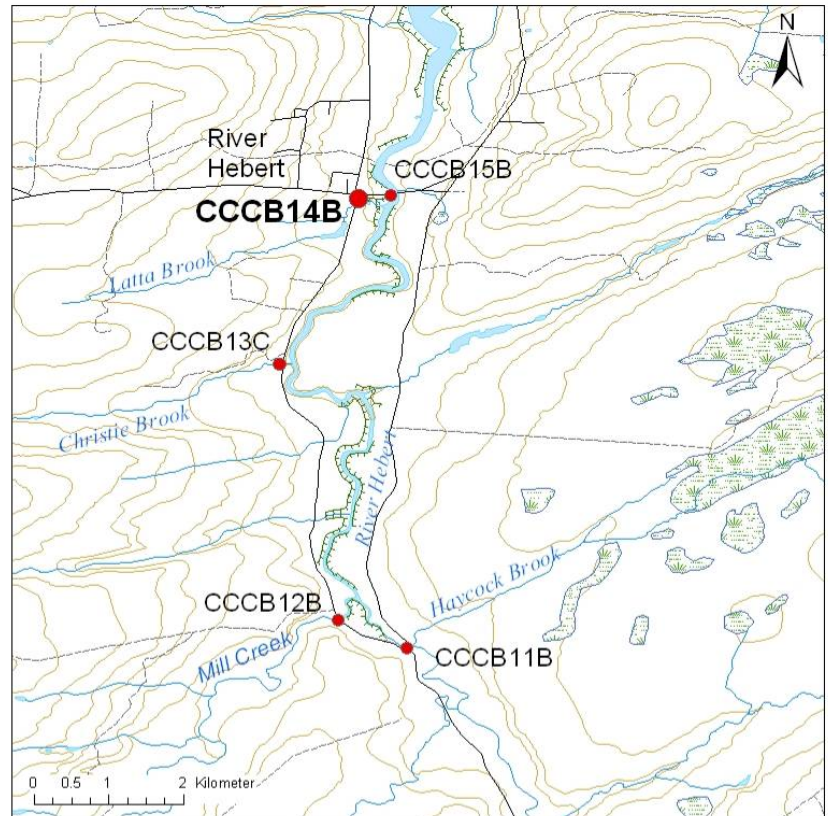 N
River
Hebert
CCCB15B
CCCB14B
Latta Brook
CCCB13C
Christie Brook
River Hebert
Haycock Brook
CCCB12B
Mill Creek
CCCB11B
0 0.5 1 2 Kilometer